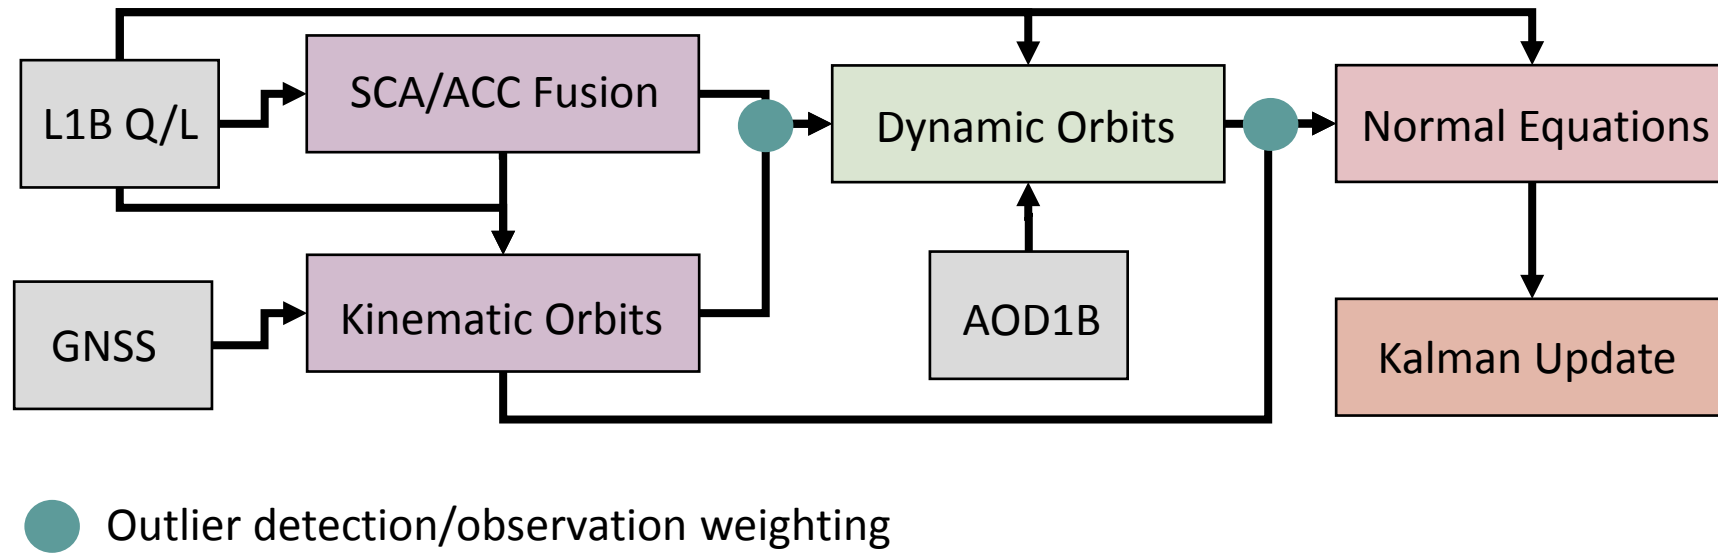 L1B Q/L
SCA/ACC Fusion
Dynamic Orbits
Normal Equations
GNSS
Kinematic Orbits
AOD1B
Kalman Update
Outlier detection/observation weighting